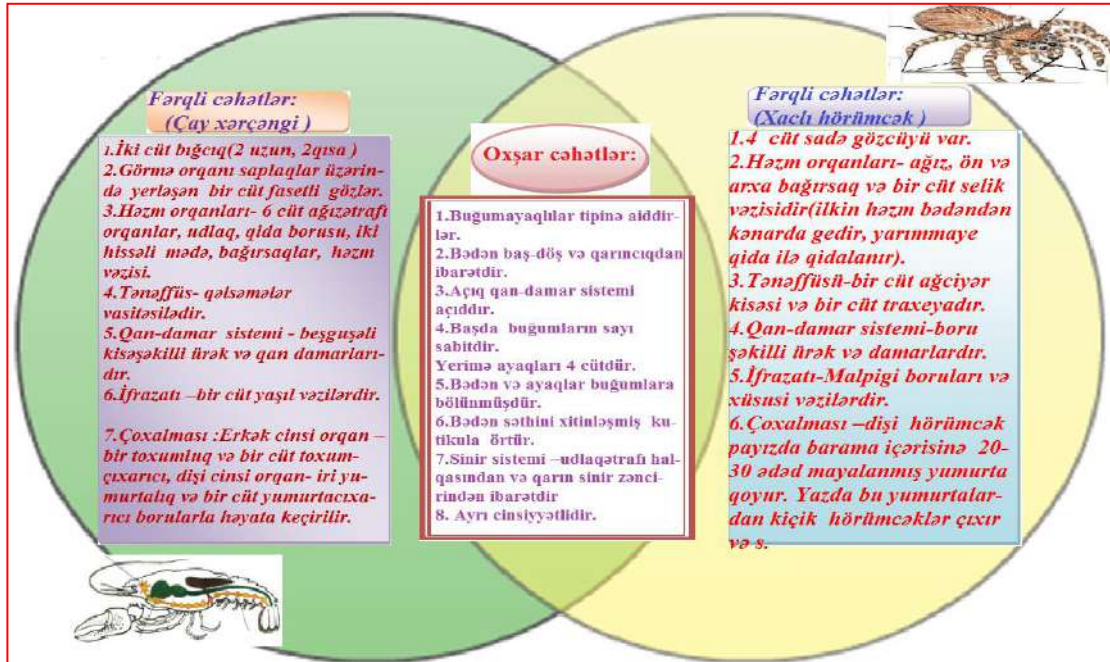 Fərqli cəhətlər:
(Çay xərçəngi )
1.İki cüt bığcıq(2 uzun, 2qısa )
2.Görmə orqanı saplaqlar üzərin-
də yerləşən bir cüt fasetli gözlər.
3.Həzm orqanları- 6 cüt ağızətrafı
orqanlar, udlaq, qida borusu, iki
hissəli mədə, bağırsaqlar, həzm
vəzisi.
4.Tənəffüs- qəlsəmələr
vasitəsilədir.
5.Qan-damar sistemi - beşguşəli
kisəşəkilli ürək və qan damarları-
dır.
6.İfrazatı –bir cüt yaşıl vəzilərdir.
7.Çoxalması :Erkək cinsi orqan –
bir toxumluq və bir cüt toxum-
çıxarıcı, dişi cinsi orqan- iri yu-
murtalıq və bir cüt yumurtacıxa-
rıcı borularla həyata keçirilir.
Oxşar cəhətlər:
1.Buğumayaqlılar tipinə aiddir-
lər.
2.Bədən baş-döş və qarıncıqdan
ibarətdir.
3.Açıq qan-damar sistemi
açıddır.
4.Başda buğumların sayı
sabitdir.
Yerimə ayaqları 4 cütdür.
5.Bədən və ayaqlar buğumlara
bölünmüşdür.
6.Bədən səthini xitinləşmiş ku-
tikula örtür.
7.Sinir sistemi –udlaqətrafı hal-
qasından və qarın sinir zənci-
rindən ibarətdir
8. Ayrı cinsiyyətlidir.
Fərqli cəhətlər:
(Xaclı hörümcək )
1.4 cüt sadə gözcüyü var.
2.Həzm orqanları- ağız, ön və
arxa bağırsaq və bir cüt selik
vəzisidir(ilkin həzm bədəndən
kənarda gedir, yarımmaye
qida ilə qidalanır).
3.Tənəffüsü-bir cüt ağciyər
kisəsi və bir cüt traxeyadır.
4.Qan-damar sistemi-boru
şəkilli ürək və damarlardır.
5.İfrazatı-Malpigi boruları və
xüsusi vəzilərdir.
6.Çoxalması –dişi hörümcək
payızda barama içərisinə 20-
30 ədəd mayalanmış yumurta
qoyur. Yazda bu yumurtalar-
dan kiçik hörümcəklər çıxır
və s.